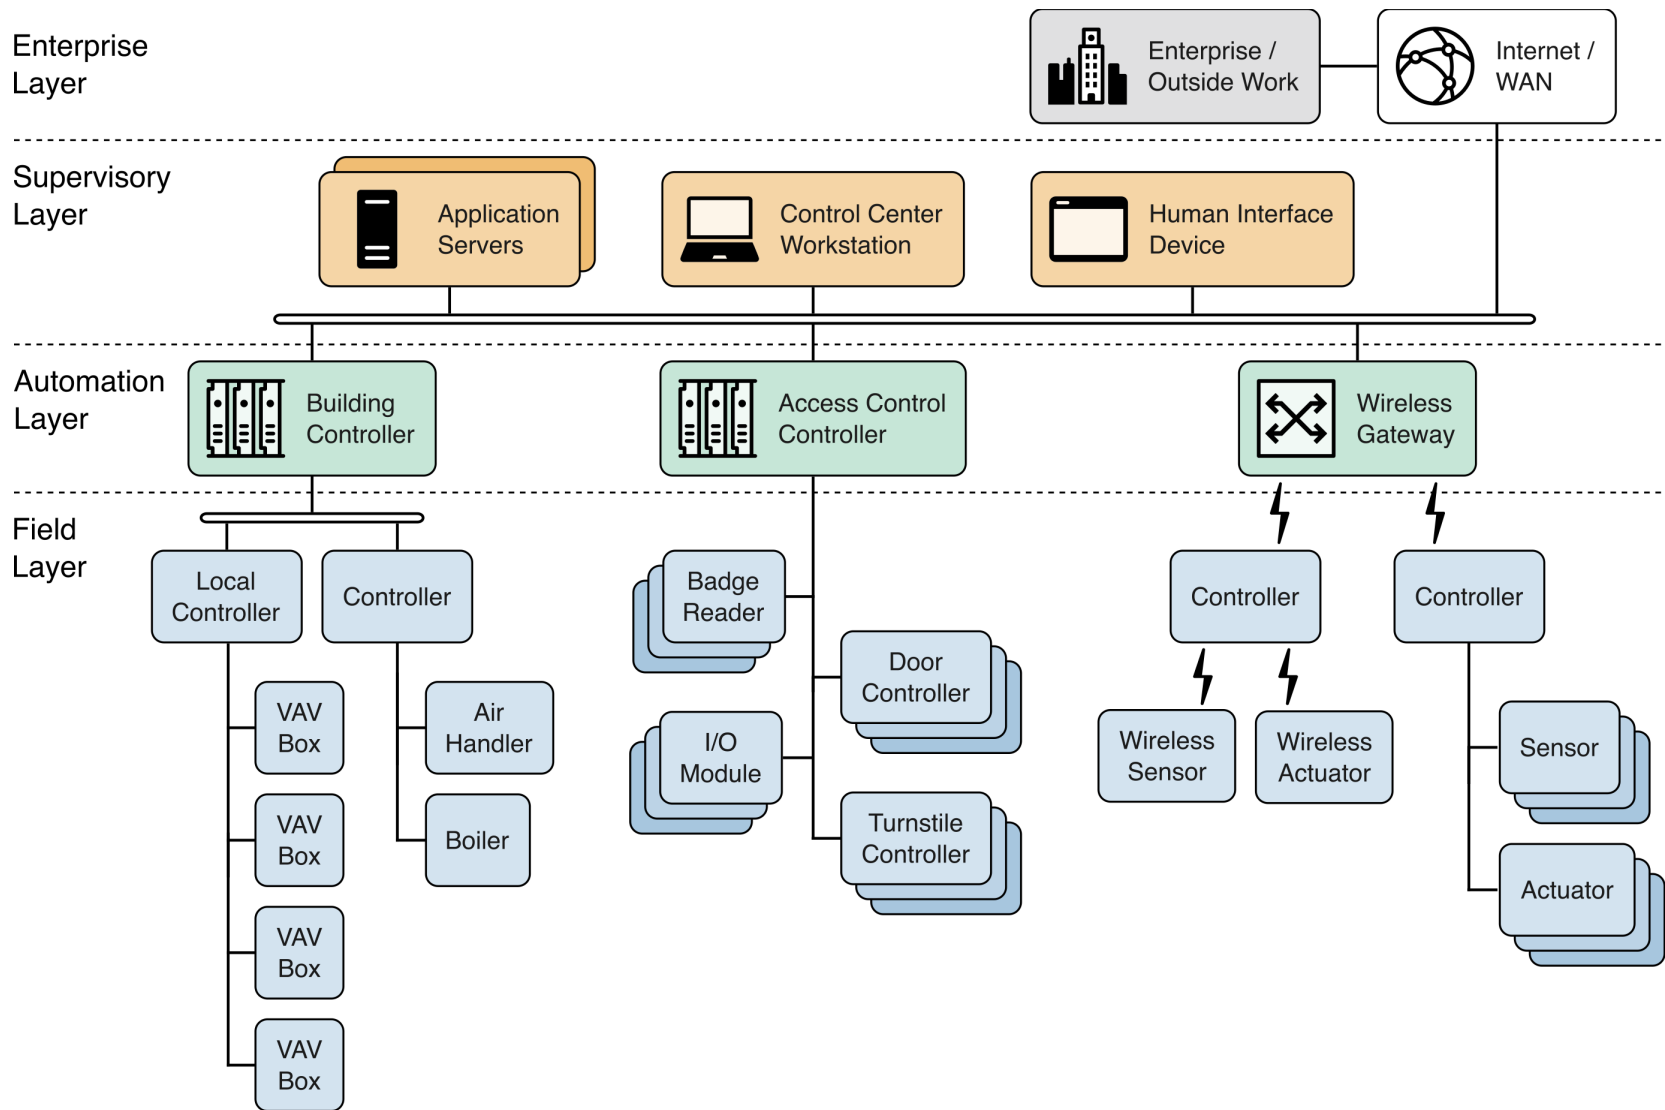 Enterprise
Layer
Enterprise /
Outside Work
Internet /
WAN
Supervisory
Layer
Application
Servers
Control Center
Workstation
Human Interface
Device
Automation
Layer
Building
Controller
Access Control
Controller
Wireless
Gateway
Field
Layer
Local
Controller
Controller
VAV
Box
VAV
Box
VAV
Box
VAV
Box
Air
Handler
Boiler
Badge
Reader
I/O
Module
Door
Controller
Turnstile
Controller
Controller
Wireless
Sensor
Wireless
Actuator
Controller
Sensor
Actuator